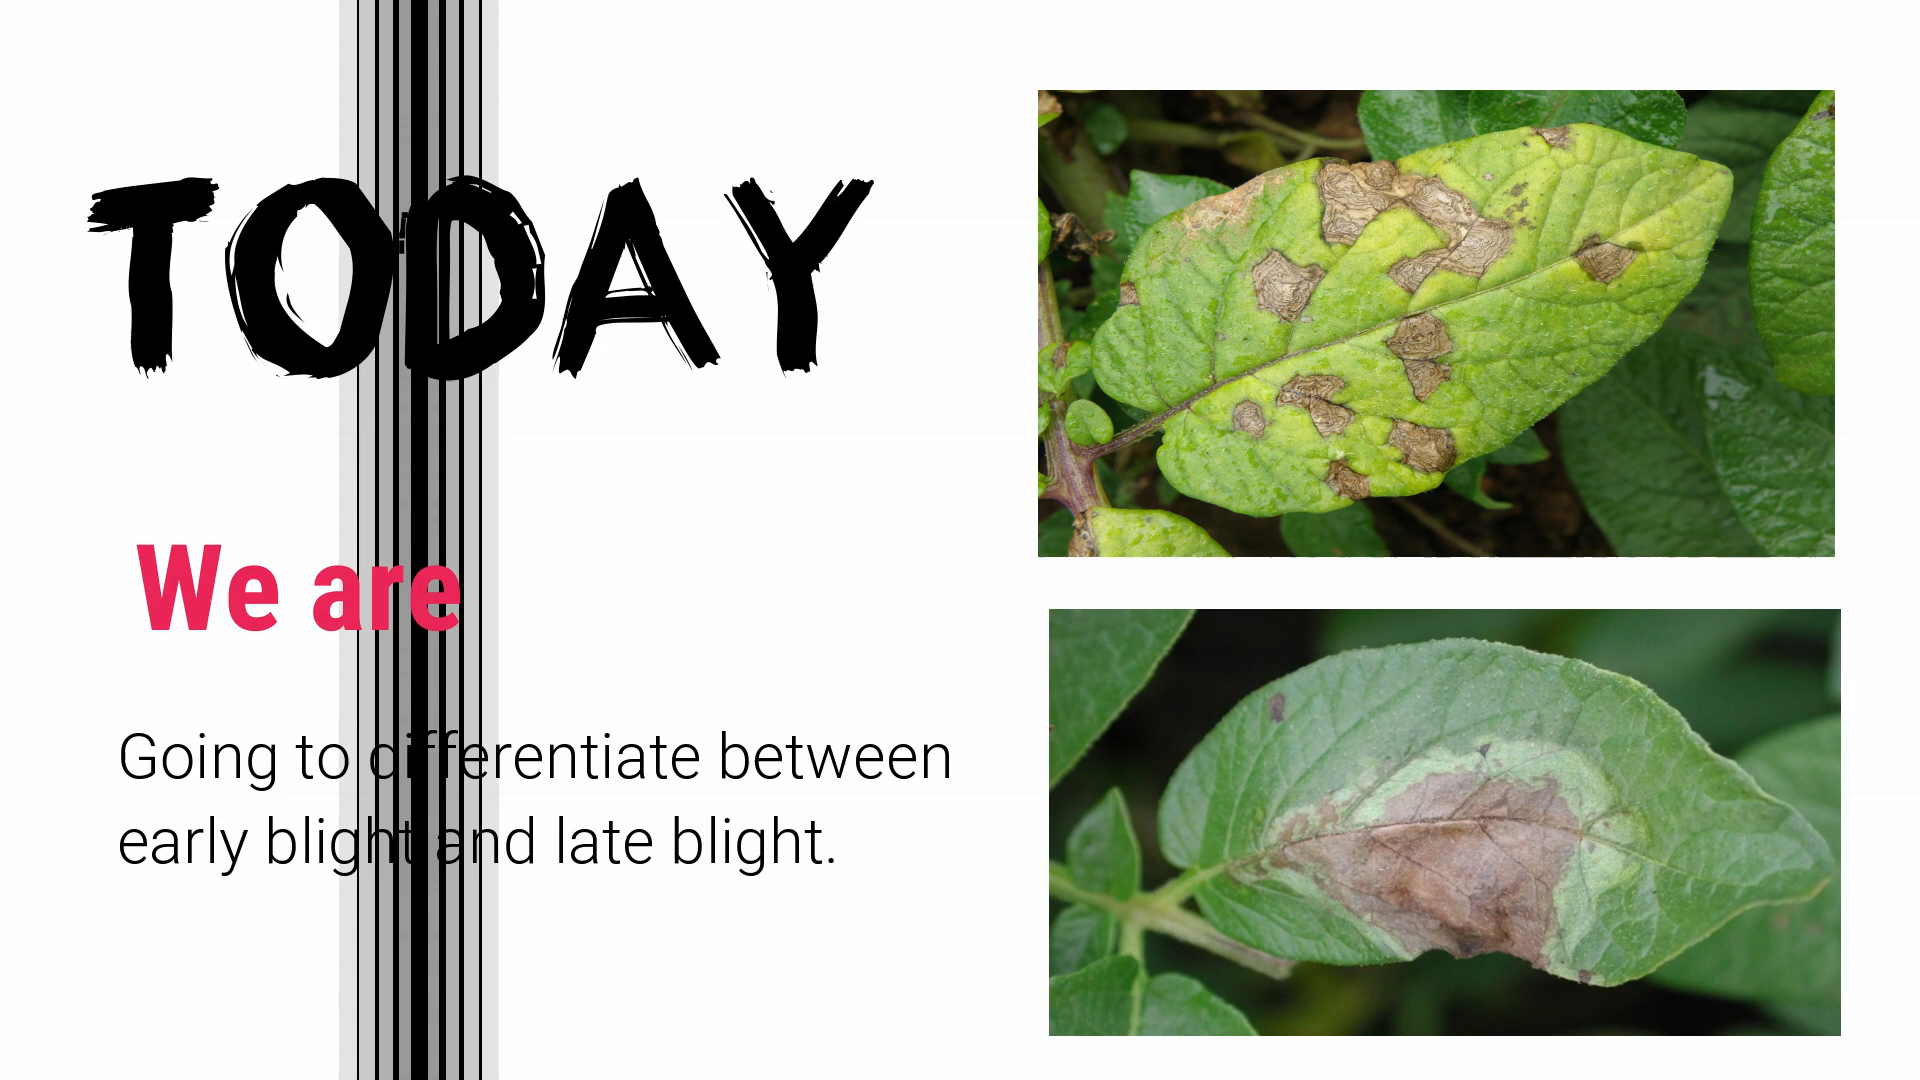 TODAY
We are
Going to differentiate between
early blight and late blight.